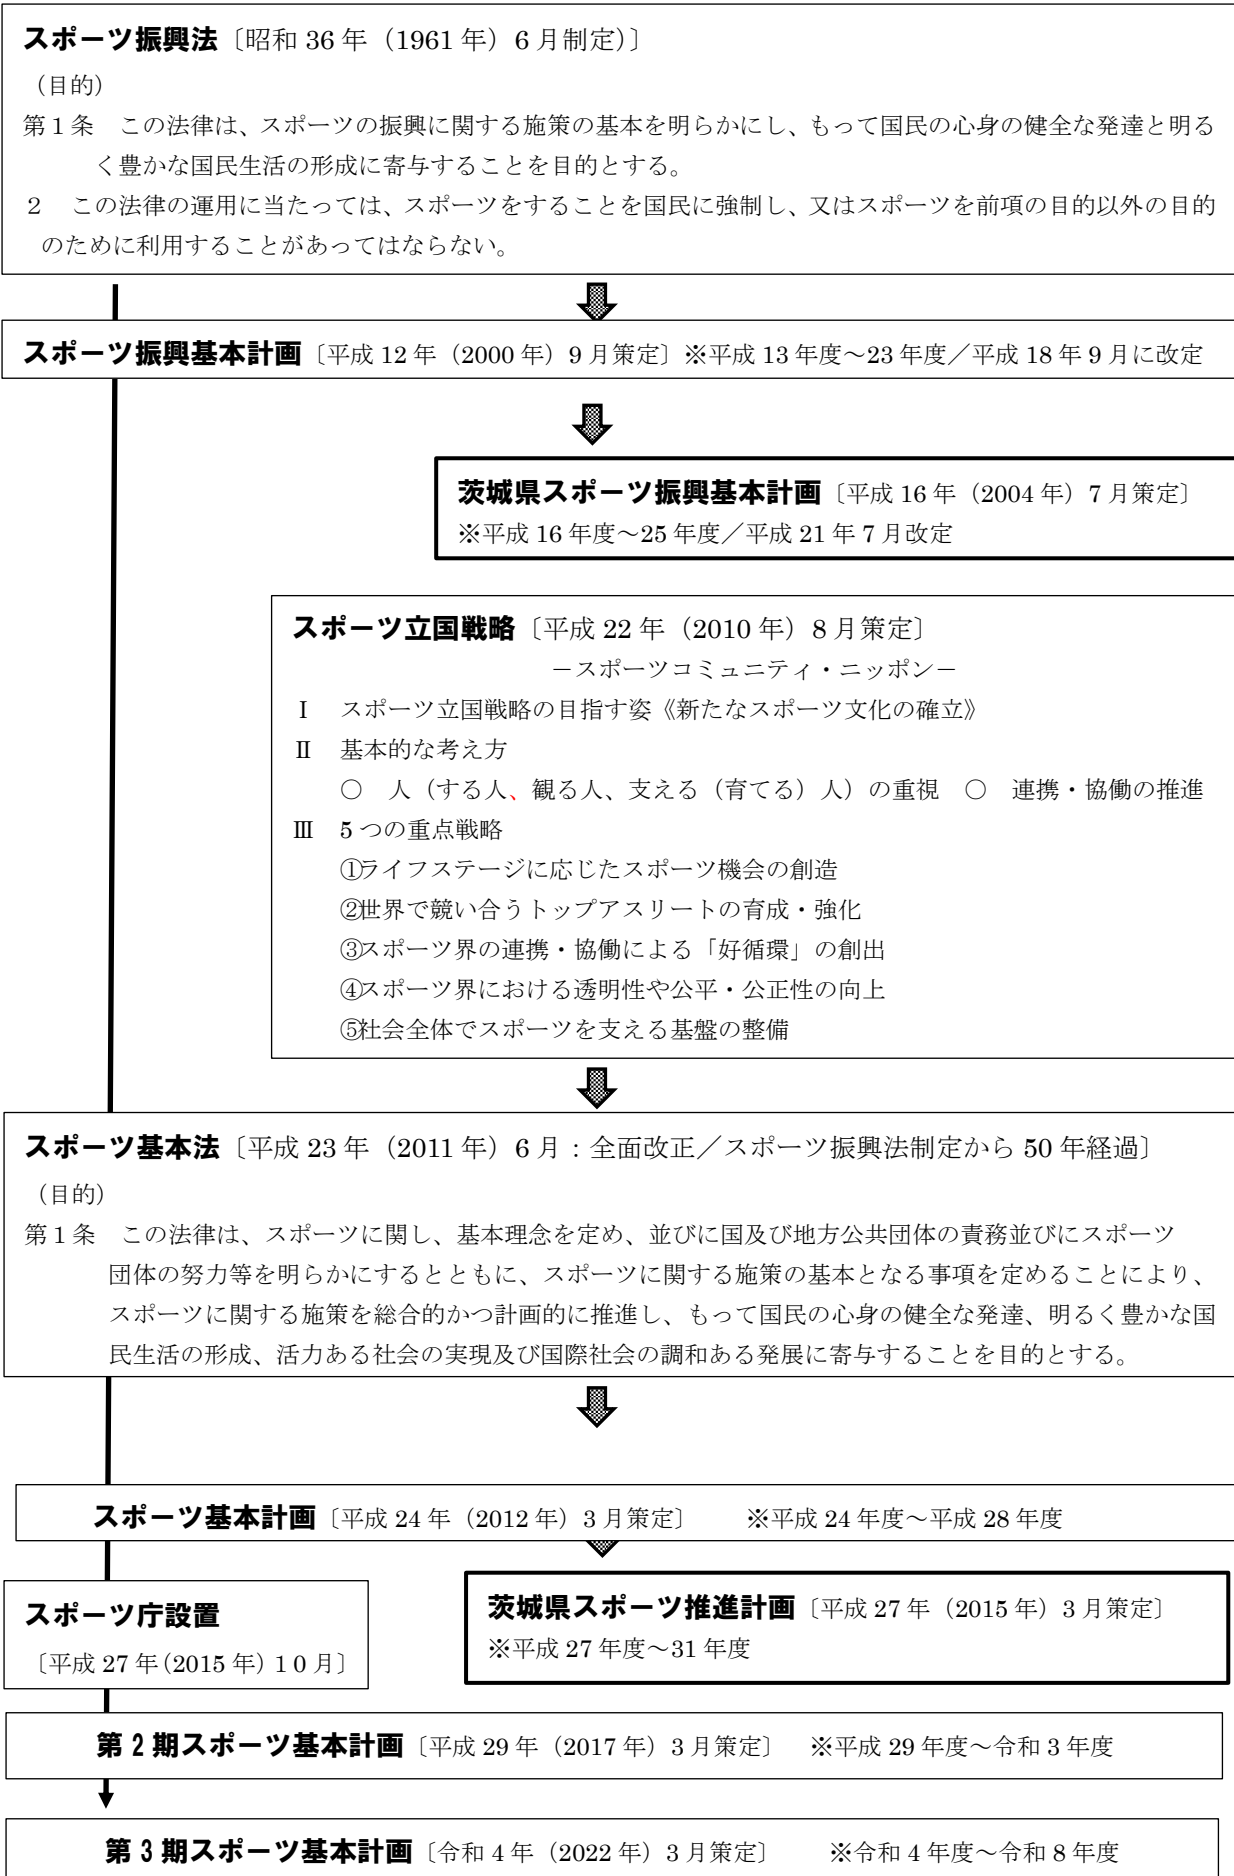 スポーツ振興法〔昭和 36 年（1961 年）6 月制定)〕
（目的）
第１条　この法律は、スポーツの振興に関する施策の基本を明らかにし、もって国民の心身の健全な発達と明る
く豊かな国民生活の形成に寄与することを目的とする。
２　この法律の運用に当たっては、スポーツをすることを国民に強制し、又はスポーツを前項の目的以外の目的
のために利用することがあってはならない。
スポーツ振興基本計画〔平成 12 年（2000 年）9 月策定〕※平成 13 年度～23 年度／平成 18 年 9 月に改定
茨城県スポーツ振興基本計画〔平成 16 年（2004 年）7 月策定〕
※平成 16 年度～25 年度／平成 21 年 7 月改定
スポーツ立国戦略〔平成 22 年（2010 年）8 月策定〕
－スポーツコミュニティ・ニッポン－
Ⅰ　スポーツ立国戦略の目指す姿《新たなスポーツ文化の確立》
Ⅱ　基本的な考え方
○　人（する人、観る人、支える（育てる）人）の重視　○　連携・協働の推進
Ⅲ　5 つの重点戦略
①ライフステージに応じたスポーツ機会の創造
②世界で競い合うトップアスリートの育成・強化
③スポーツ界の連携・協働による「好循環」の創出
④スポーツ界における透明性や公平・公正性の向上
⑤社会全体でスポーツを支える基盤の整備
スポーツ基本法〔平成 23 年（2011 年）6 月：全面改正／スポーツ振興法制定から 50 年経過〕
（目的）
第１条　この法律は、スポーツに関し、基本理念を定め、並びに国及び地方公共団体の責務並びにスポーツ
団体の努力等を明らかにするとともに、スポーツに関する施策の基本となる事項を定めることにより、
スポーツに関する施策を総合的かつ計画的に推進し、もって国民の心身の健全な発達、明るく豊かな国
民生活の形成、活力ある社会の実現及び国際社会の調和ある発展に寄与することを目的とする。
スポーツ基本計画〔平成 24 年（2012 年）3 月策定〕　　※平成 24 年度～平成 28 年度
スポーツ庁設置
〔平成 27 年(2015 年)１０月〕
茨城県スポーツ推進計画〔平成 27 年（2015 年）3 月策定〕
※平成 27 年度～31 年度
第 2 期スポーツ基本計画〔平成 29 年（2017 年）3 月策定〕　※平成 29 年度～令和 3 年度
第 3 期スポーツ基本計画〔令和 4 年（2022 年）3 月策定〕　　※令和 4 年度～令和 8 年度